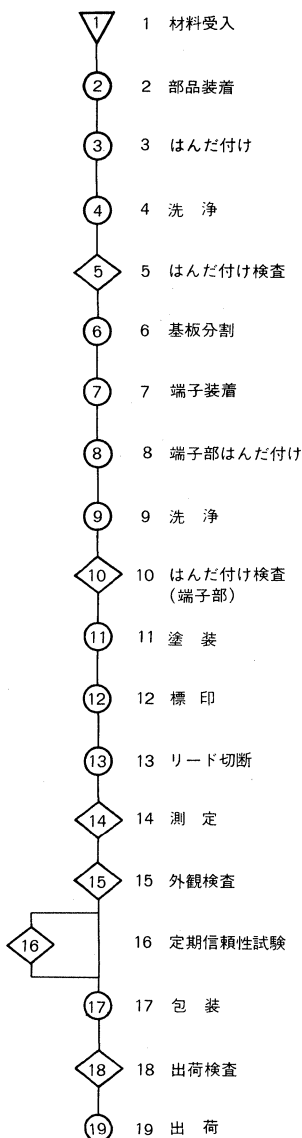 1 1 材料受入
2 2 部品装着
3 3 はんだ付け
4 4 洗 浄
5 5 はんだ付け検査
6 6 基板分割
7 7 端子装着
8 8 端子部はんだ付け
9 9 洗 浄
10 10 はんだ付け検査
(端子部)
11 11 塗 装
12 12 標 印
13 13 リード切断
14 14 測 定
15 15 外観検査
16 16 定期信頼性試験
17 17 包 装
18 18 出荷検査
19 19 出 荷